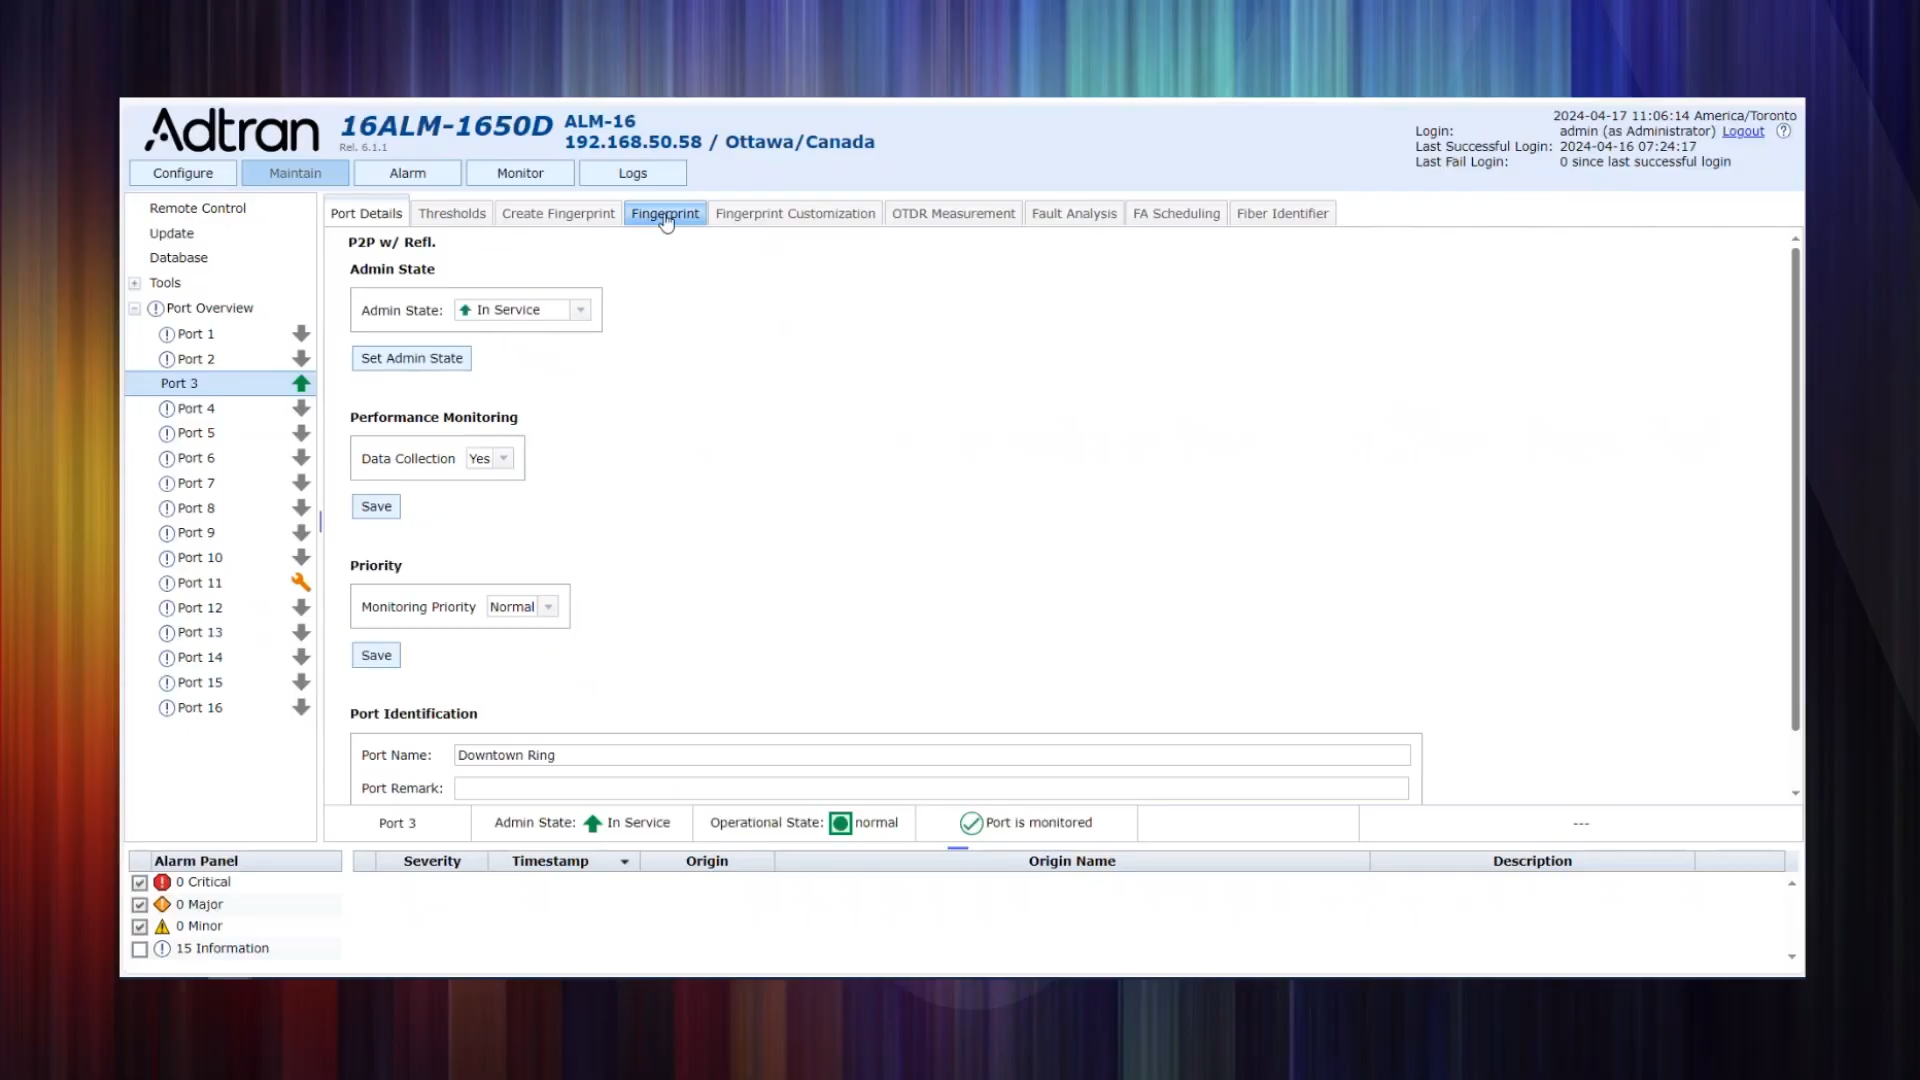 Adtran
16ALM-1650D
Rel. 6.1.1
ALM-16
192.168.50.58 / Ottawa/Canada
2024-04-17 11:06:14 America/Toronto
Login: admin (as Administrator) Logout ?
Last Successful Login: 2024-04-16 07:24:17
Last Fail Login: 0 since last successful login
Configure Maintain Alarm Monitor Logs
Remote Control
Update
Database
Tools
Port Overview
Port 1
Port 2
Port 3
Port 4
Port 5
Port 6
Port 7
Port 8
Port 9
Port 10
Port 11
Port 12
Port 13
Port 14
Port 15
Port 16
Port Details Thresholds Create Fingerprint Fingerprint Fingerprint Customization OTDR Measurement Fault Analysis FA Scheduling Fiber Identifier
P2P w/ Refl.
Admin State
Admin State: In Service
Set Admin State
Performance Monitoring
Data Collection Yes
Save
Priority
Monitoring Priority Normal
Save
Port Identification
Port Name: Downtown Ring
Port Remark:
Port 3 Admin State: In Service Operational State: normal Port is monitored ---
Alarm Panel Severity Timestamp Origin Origin Name Description
0 Critical
0 Major
0 Minor
15 Information